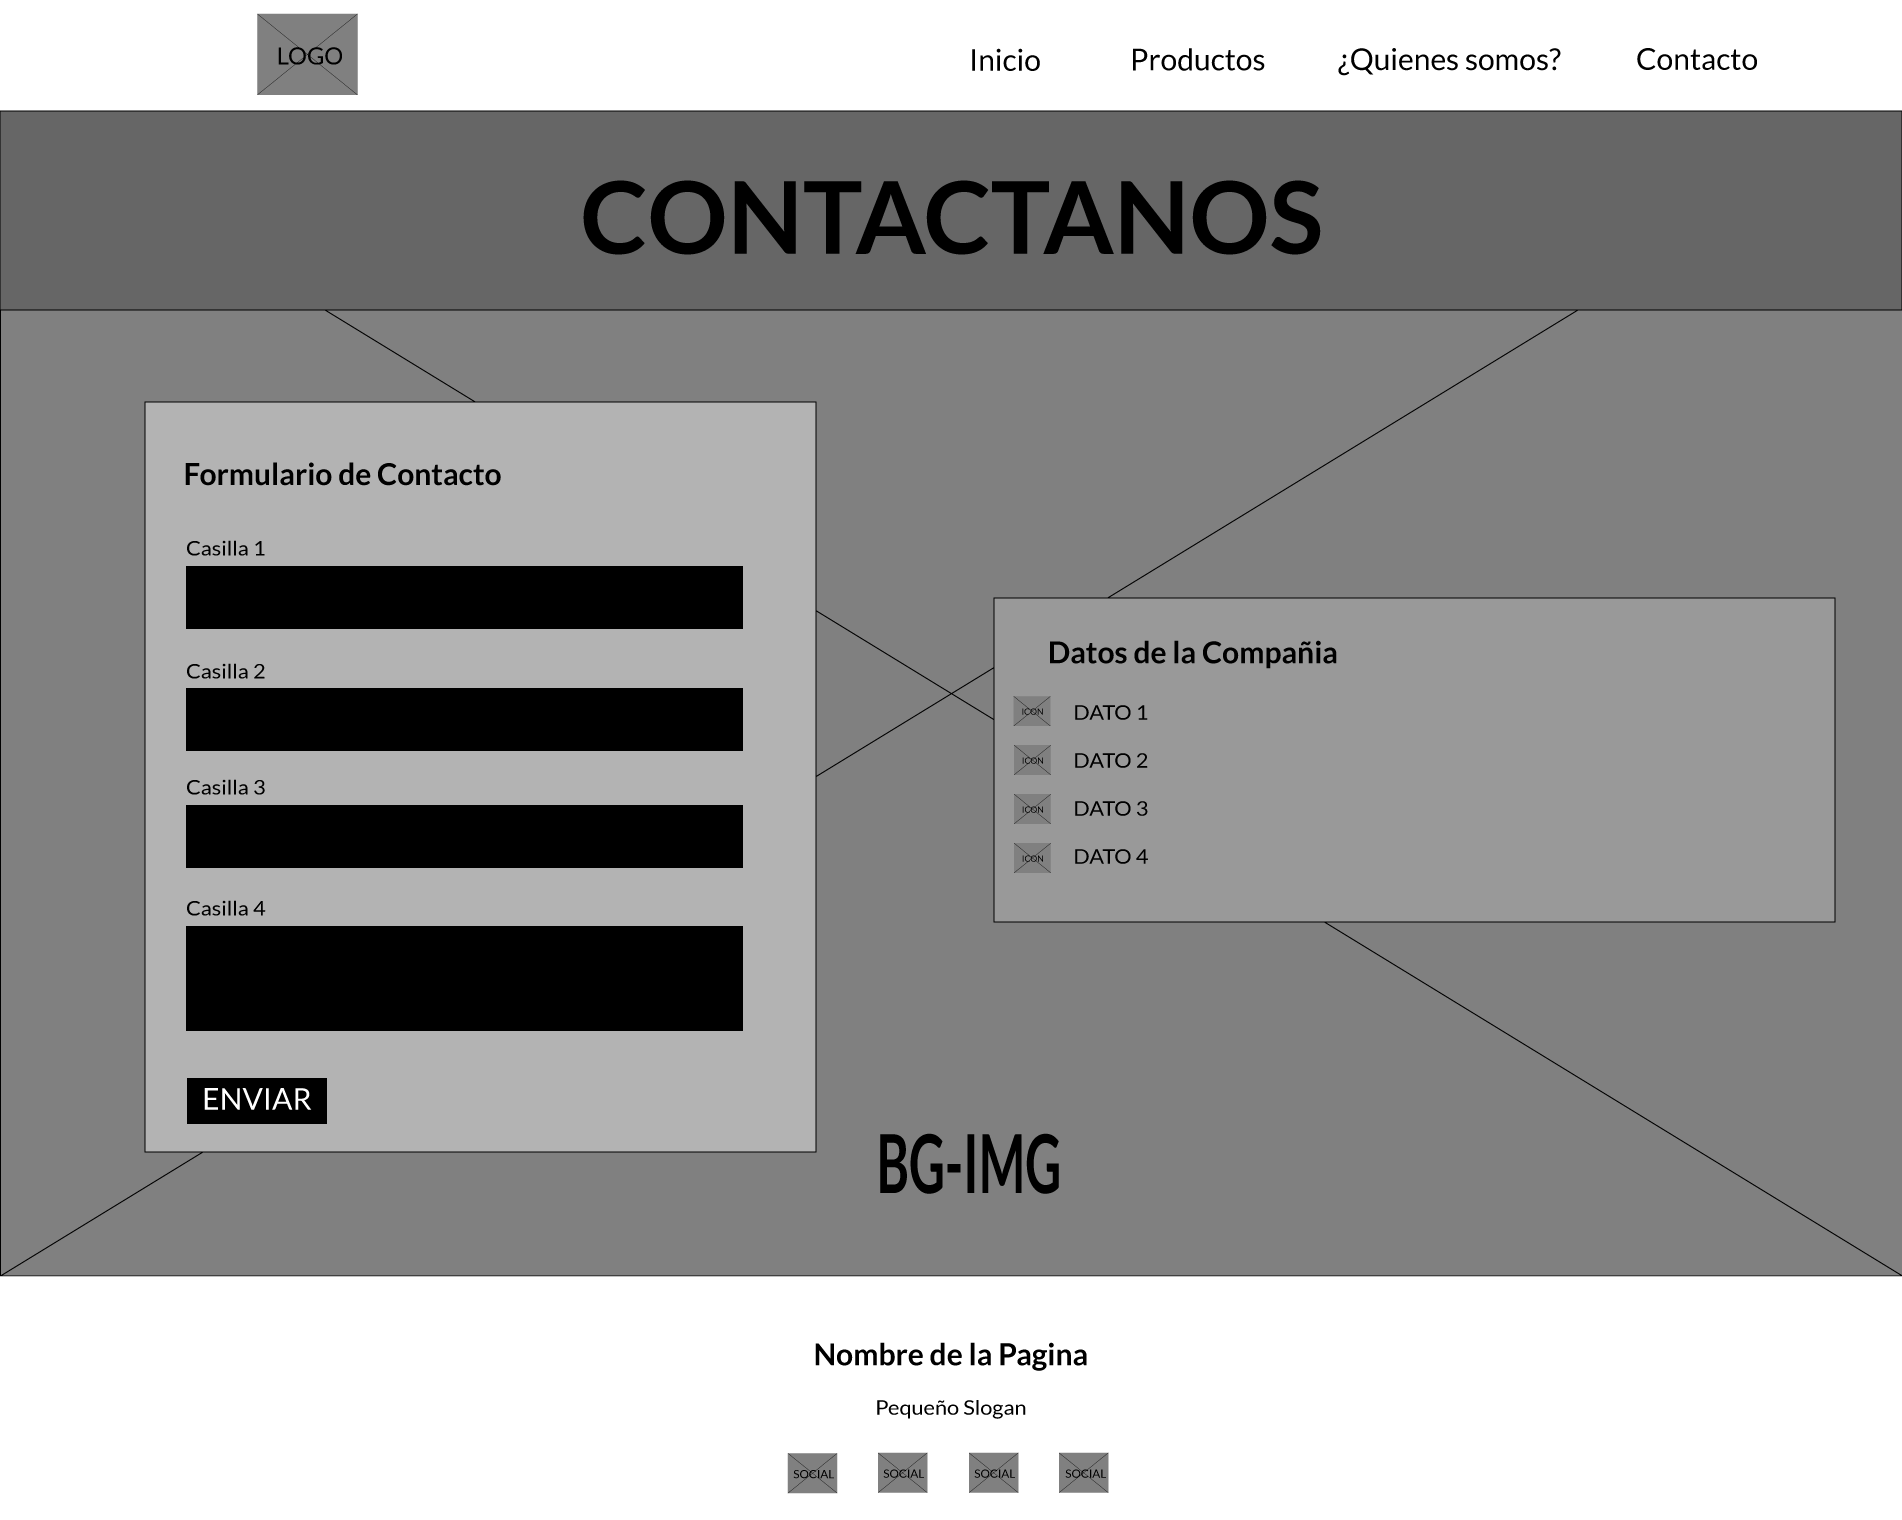 LOGO
Inicio
Productos
¿Quienes somos?
Contacto
CONTACTANOS
Formulario de Contacto
Casilla 1
Casilla 2
Casilla 3
Casilla 4
ENVIAR
Datos de la Compañia
ICON
DATO 1
ICON
DATO 2
ICON
DATO 3
ICON
DATO 4
BG-IMG
Nombre de la Pagina
Pequeño Slogan
SOCIAL
SOCIAL
SOCIAL
SOCIAL